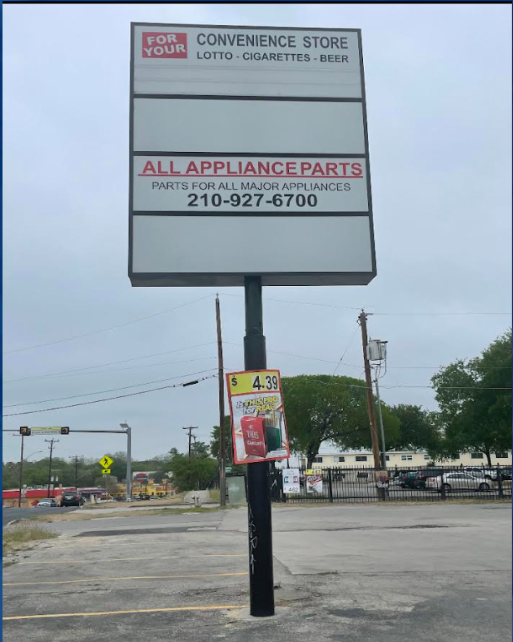 FOR YOUR
CONVENIENCE STORE
LOTTO - CIGARETTES - BEER
ALL APPLIANCE PARTS
PARTS FOR ALL MAJOR APPLIANCES
210-927-6700
$ 4.39